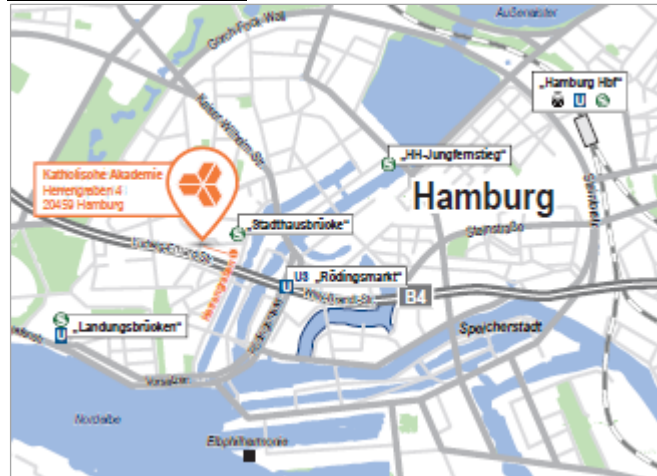 Außenalster
Gorch-Fock-Wall
„Hamburg Hbf“
U S
Kaiser-Wilhelm-Str
„HH-Jungfernstieg“
S
Katholische Akademie
Herrengraben 4
20459 Hamburg
Hamburg
Steinstraße
„Stadthausbrücke“
S
Ludwig-Erhard-Str
Herrengraben
U3 „Rödingsmarkt“
U
Willy-Brandt-Str
B4
S
U
„Landungsbrücken“
Speicherstadt
Vorsetzen
Norderelbe
Elbphilharmonie